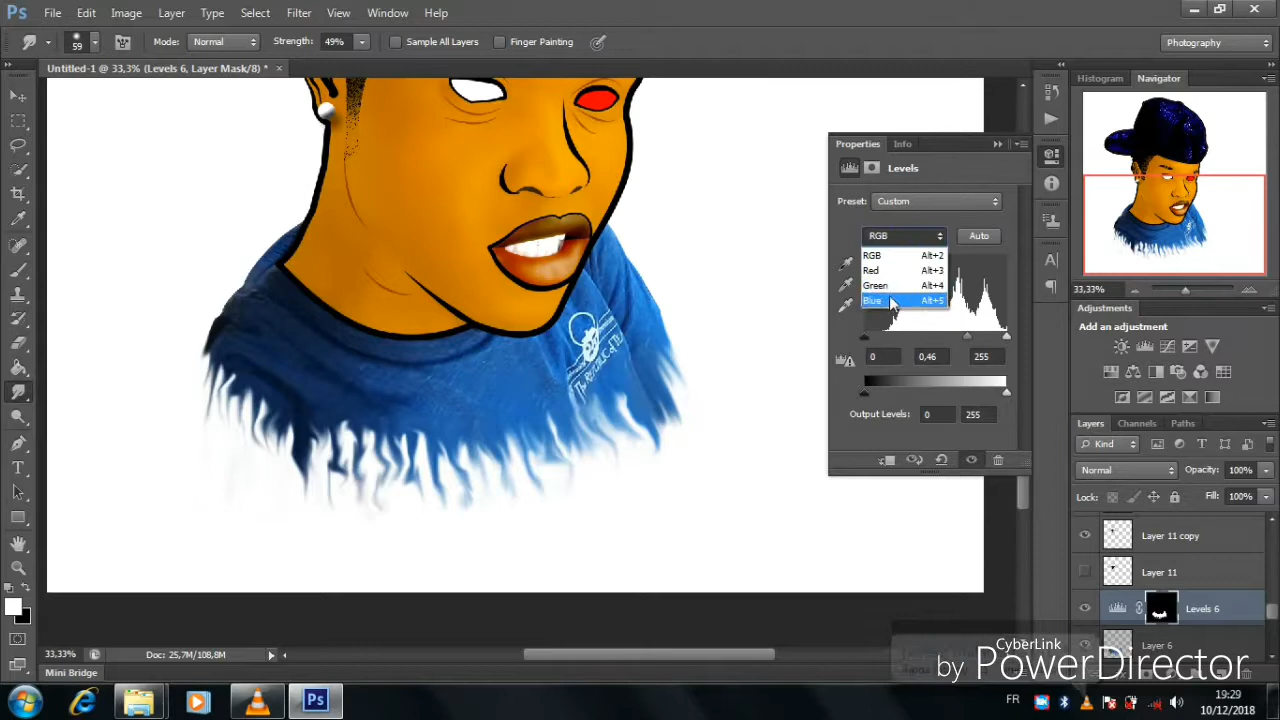 Ps File Edit Image Layer Type Select Filter View Window Help
59 Mode: Normal Strength: 49% Sample All Layers Finger Painting Photography
Untitled-1 @ 33,3% (Levels 6, Layer Mask/8) * ×
Histogram Navigator
Properties Info
Levels
Preset: Custom
RGB Auto
RGB Alt+2
Red Alt+3
Green Alt+4
Blue Alt+5
33,33%
Adjustments
Add an adjustment
0 0,46 255
Output Levels: 0 255
THE REPUBLIC OF
Layers Channels Paths
Kind
Normal Opacity: 100%
Lock: Fill: 100%
Layer 11 copy
Layer 11
Levels 6
Layer 6
33,33% Doc: 25,7M/108,8M
Mini Bridge
CyberLink
by PowerDirector
Ps FR 19:29
10/12/2018